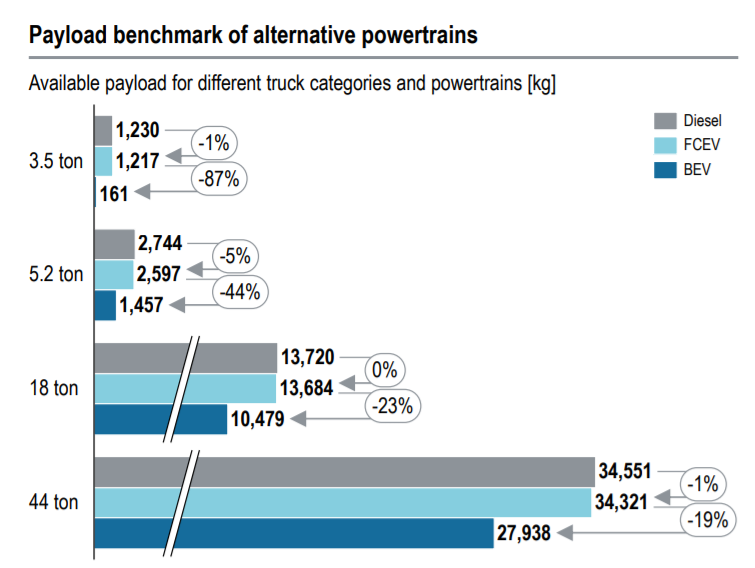 Payload benchmark of alternative powertrains
Available payload for different truck categories and powertrains [kg]
Diesel
FCEV
BEV
3.5 ton
1,230
1,217
161
-1%
-87%
5.2 ton
2,744
2,597
1,457
-5%
-44%
18 ton
13,720
13,684
10,479
0%
-23%
44 ton
34,551
34,321
27,938
-1%
-19%